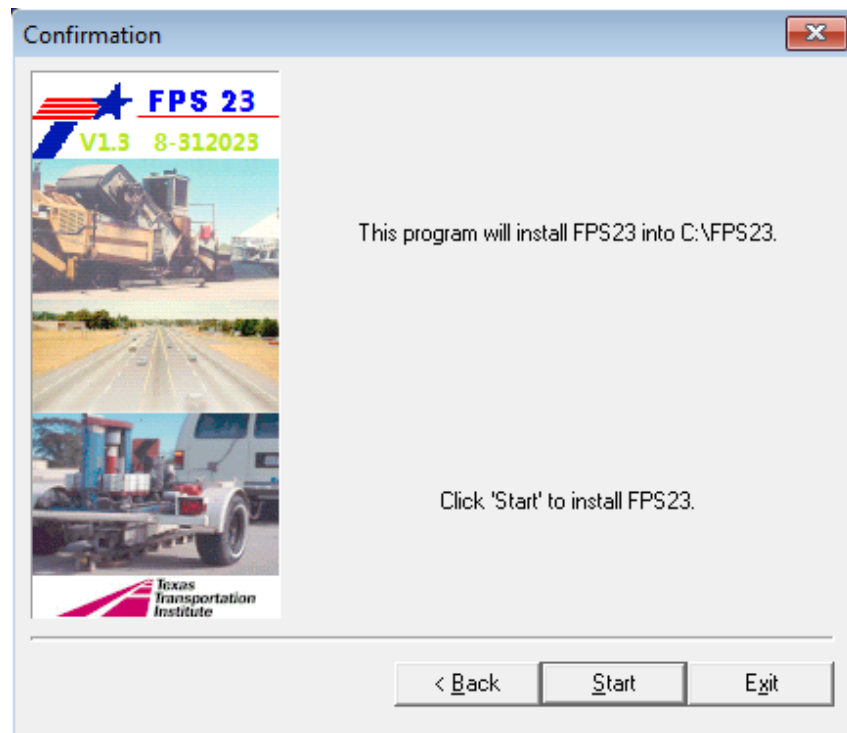 Confirmation
FPS 23
V1.3 8-312023
This program will install FPS23 into C:\FPS23.
Click 'Start' to install FPS23.
Texas
Transportation
Institute
< Back
Start
Exit